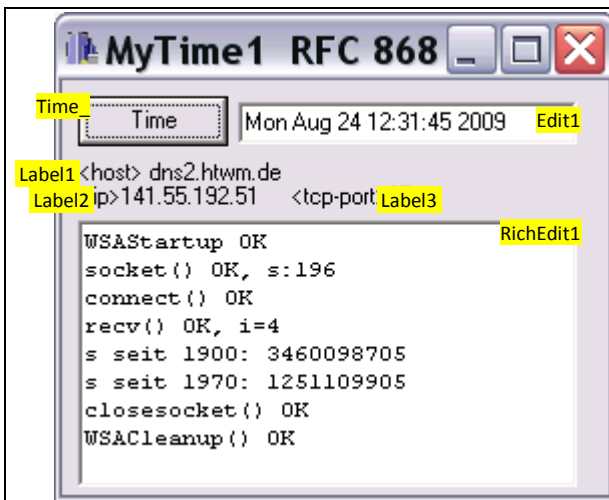 MyTime1 RFC 868
Time_
Time
Mon Aug 24 12:31:45 2009
Edit1
Label1
<host> dns2.htwm.de
Label2
ip>141.55.192.51 <tcp-port
Label3
RichEdit1
WSAStartup OK
socket() OK, s:196
connect() OK
recv() OK, i=4
s seit 1900: 3460098705
s seit 1970: 1251109905
closesocket() OK
WSACleanup() OK